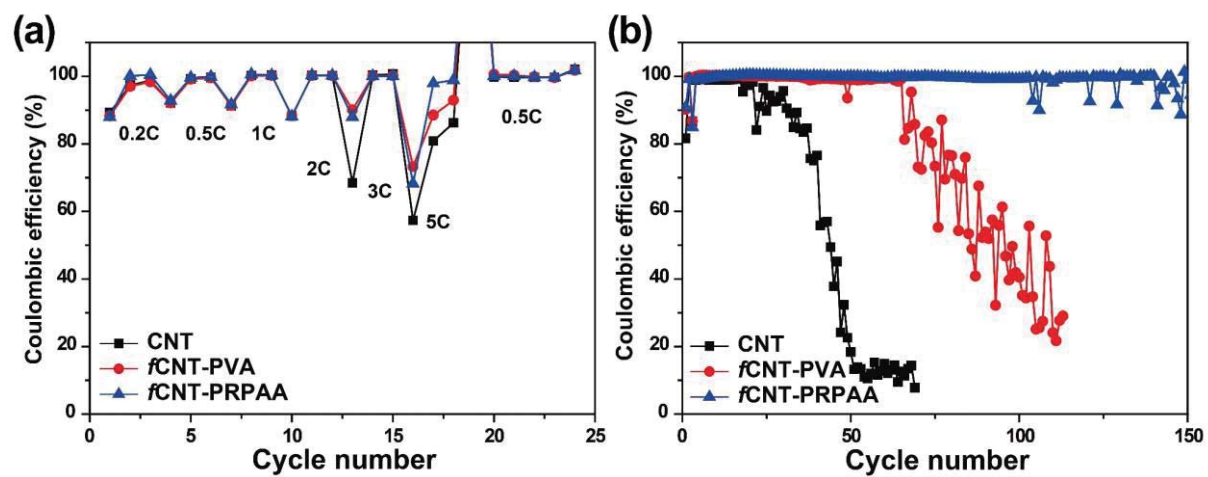 (a)
Coulombic efficiency (%)
100
80
60
40
20
0
0.2C
0.5C
1C
2C
3C
5C
0.5C
CNT
fCNT-PVA
fCNT-PRPAA
0
5
10
15
20
25
Cycle number
(b)
Coulombic efficiency (%)
100
80
60
40
20
0
CNT
fCNT-PVA
fCNT-PRPAA
0
50
100
150
Cycle number